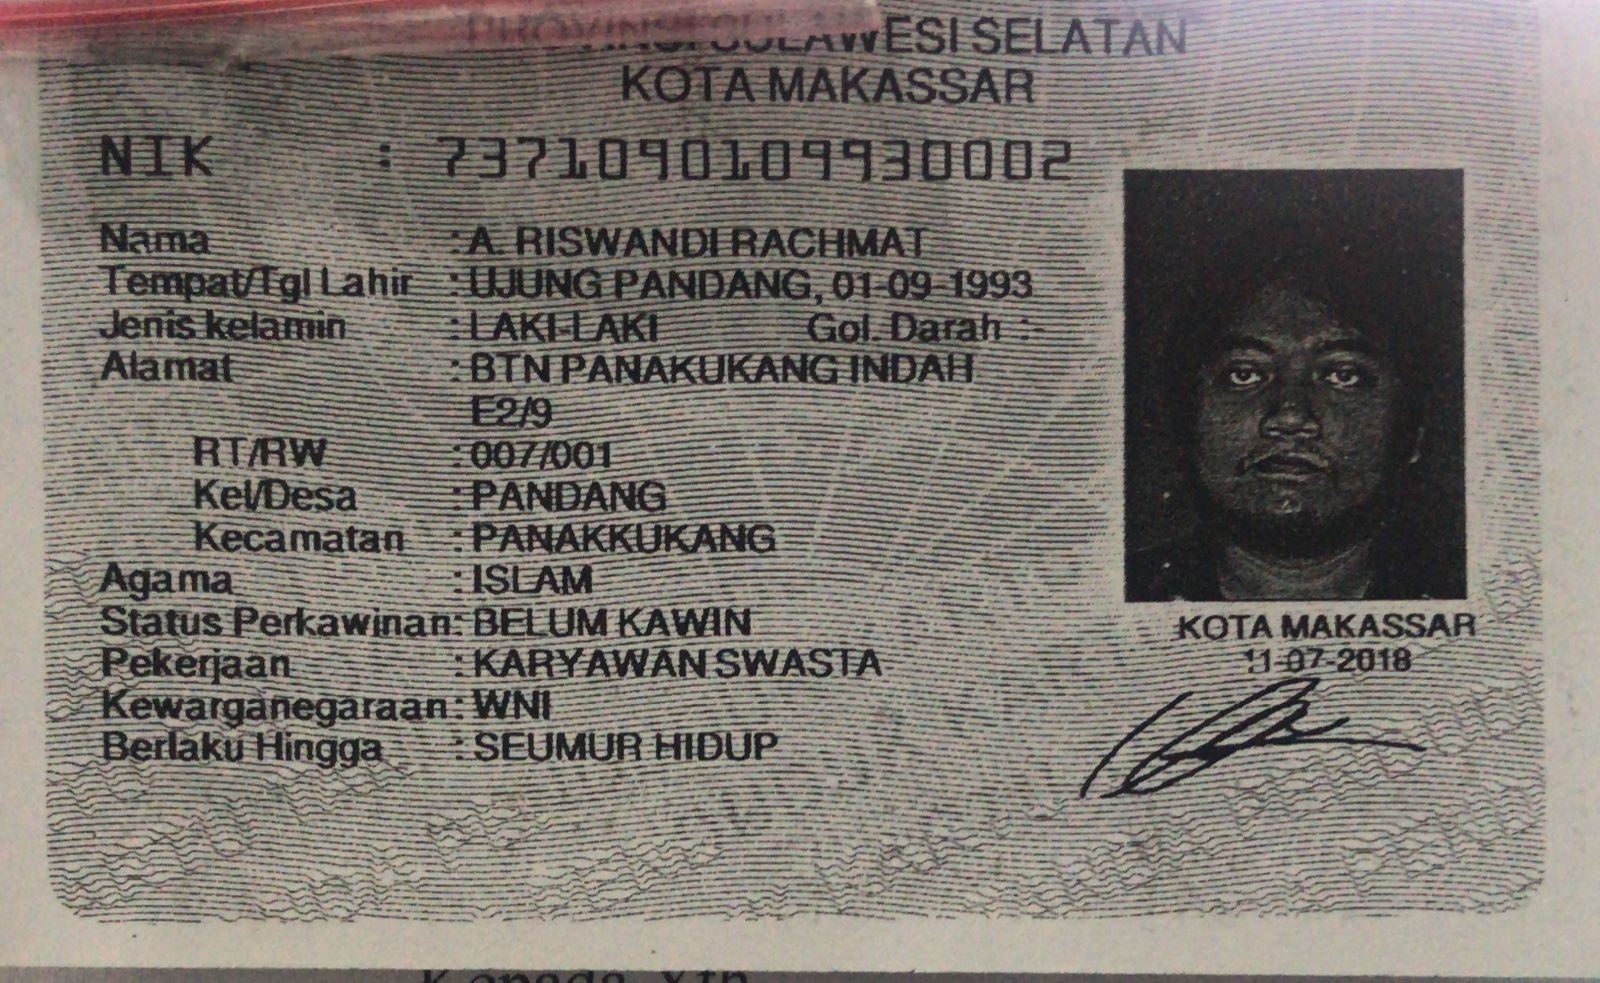 PROVINSI SULAWESI SELATAN
KOTA MAKASSAR
NIK : 7371090109930002
Nama : A. RISWANDI RACHMAT
Tempat/Tgl Lahir : UJUNG PANDANG, 01-09-1993
Jenis kelamin : LAKI-LAKI Gol. Darah :-
Alamat : BTN PANAKUKANG INDAH
E2/9
RT/RW : 007/001
Kel/Desa : PANDANG
Kecamatan : PANAKKUKANG
Agama : ISLAM
Status Perkawinan: BELUM KAWIN
Pekerjaan : KARYAWAN SWASTA
Kewarganegaraan: WNI
Berlaku Hingga : SEUMUR HIDUP
KOTA MAKASSAR
11-07-2018
Kepada Yth